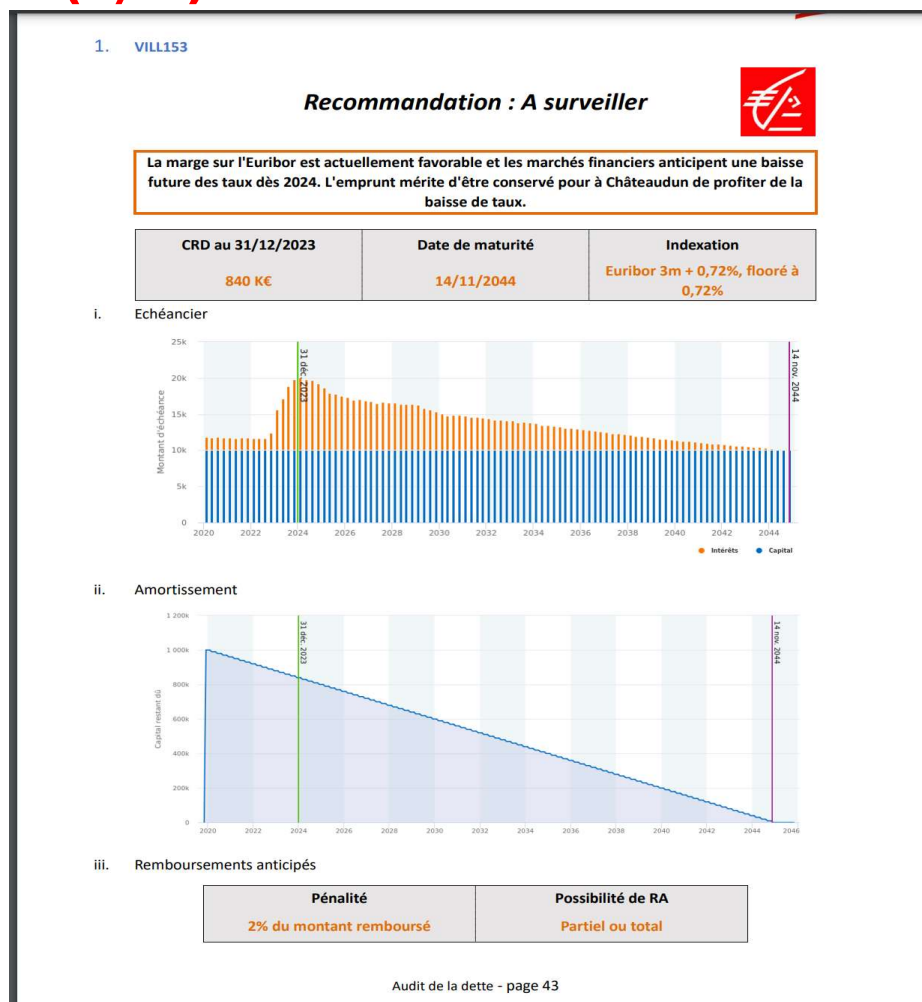 1. VILL153
Recommandation : A surveiller
La marge sur l'Euribor est actuellement favorable et les marchés financiers anticipent une baisse
future des taux dès 2024. L'emprunt mérite d'être conservé pour à Châteaudun de profiter de la
baisse de taux.
CRD au 31/12/2023 Date de maturité Indexation
840 K€ 14/11/2044 Euribor 3m + 0,72%, flooré à
0,72%
i. Echéancier
25k
20k
15k
10k
5k
0
Montant d'échéance
31 déc. 2023
14 nov. 2044
2020 2022 2024 2026 2028 2030 2032 2034 2036 2038 2040 2042 2044
Intérêts Capital
ii. Amortissement
1 200k
1 000k
800k
600k
400k
200k
0
Capital restant dû
31 déc. 2023
14 nov. 2044
2020 2022 2024 2026 2028 2030 2032 2034 2036 2038 2040 2042 2044 2046
iii. Remboursements anticipés
Pénalité Possibilité de RA
2% du montant remboursé Partiel ou total
Audit de la dette - page 43